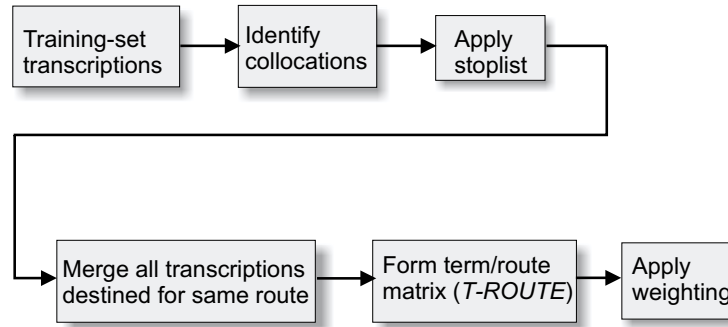 Training-set
transcriptions
Identify
collocations
Apply
stoplist
Merge all transcriptions
destined for same route
Form term/route
matrix (T-ROUTE)
Apply
weighting